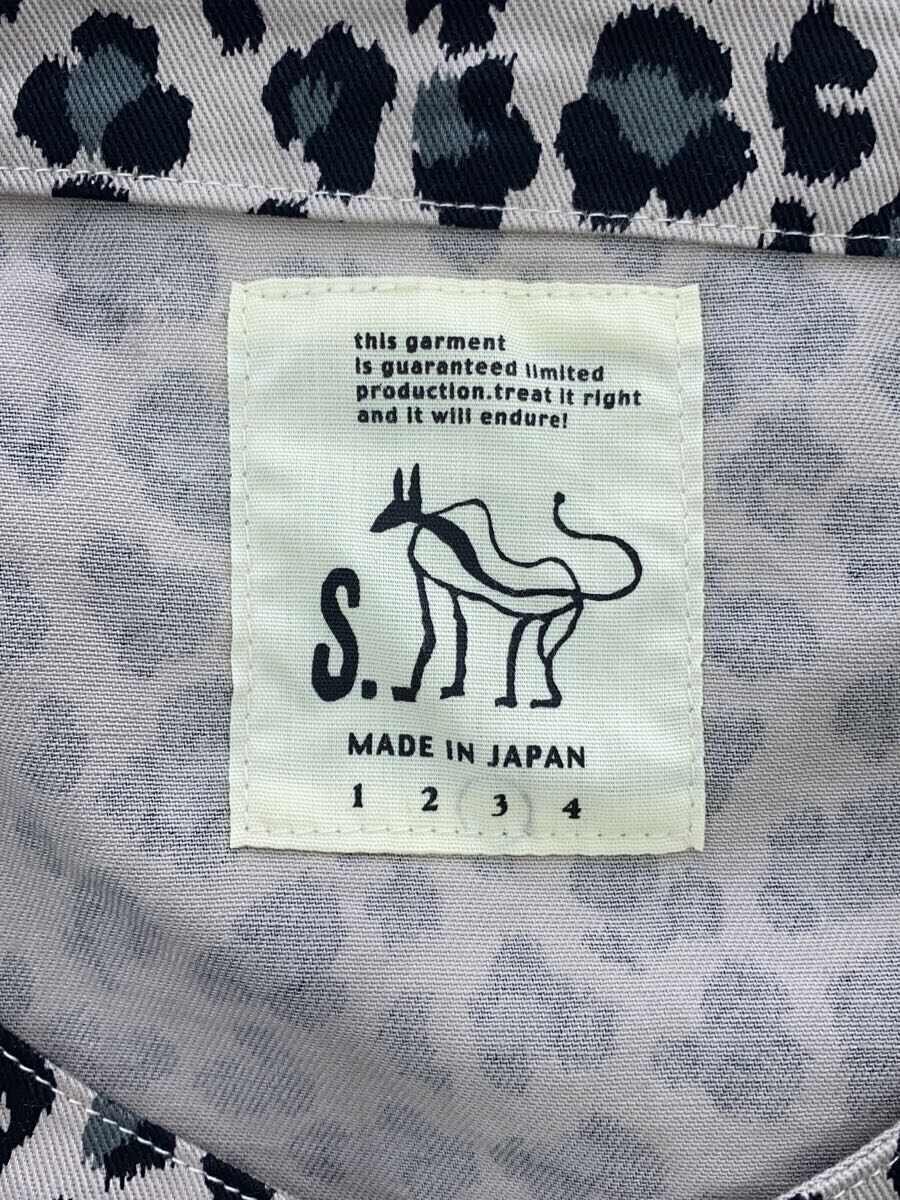 this garment
is guaranteed limited
production.treat it right
and it will endure!
S.
MADE IN JAPAN
1 2 3 4